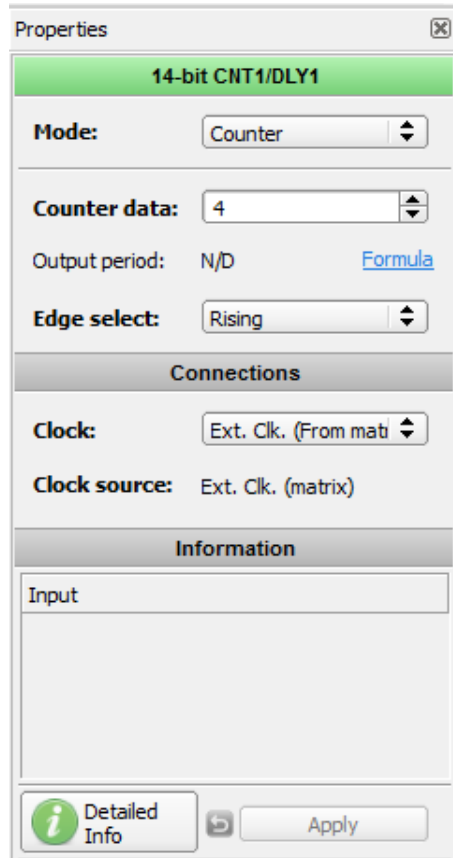 Properties
14-bit CNT1/DLY1
Mode: Counter
Counter data: 4
Output period: N/D Formula
Edge select: Rising
Connections
Clock: Ext. Clk. (From mat
Clock source: Ext. Clk. (matrix)
Information
Input
Detailed
Info
Apply